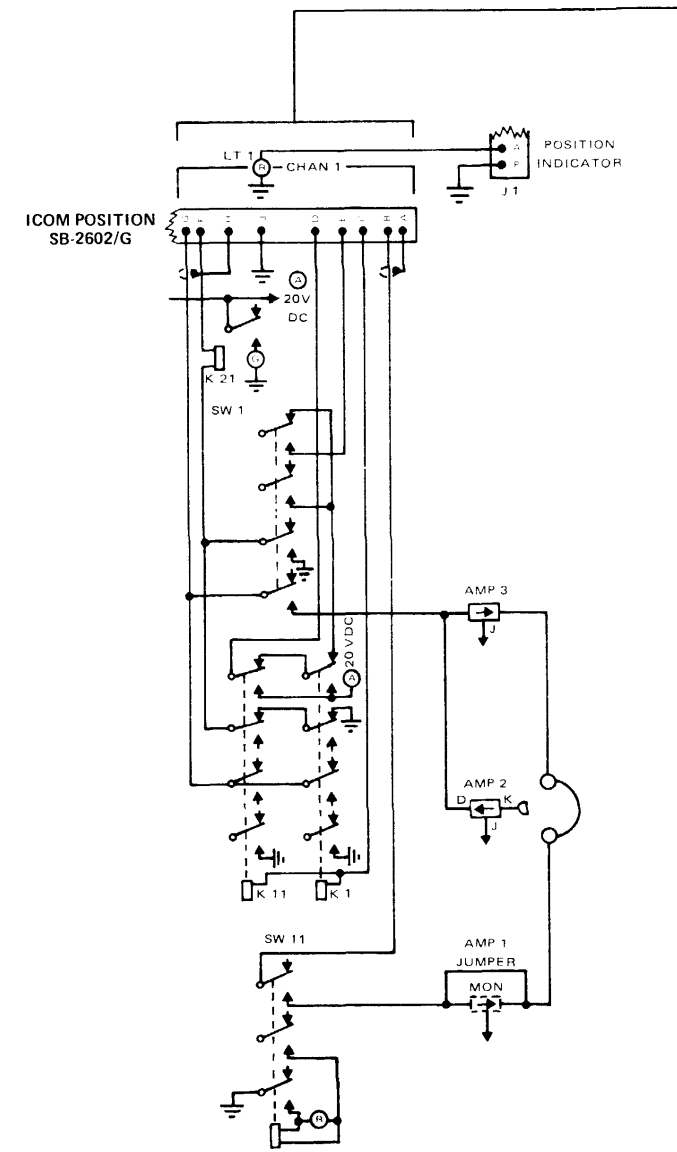 LT 1
R
CHAN 1
A
P
POSITION
INDICATOR
J 1
ICOM POSITION
SB-2602/G
H
J
D
E
A
A
20V
DC
G
K 21
SW 1
AMP 3
J
20 VDC
A
AMP 2
D
K
J
K 11
K 1
SW 11
AMP 1
JUMPER
MON
R